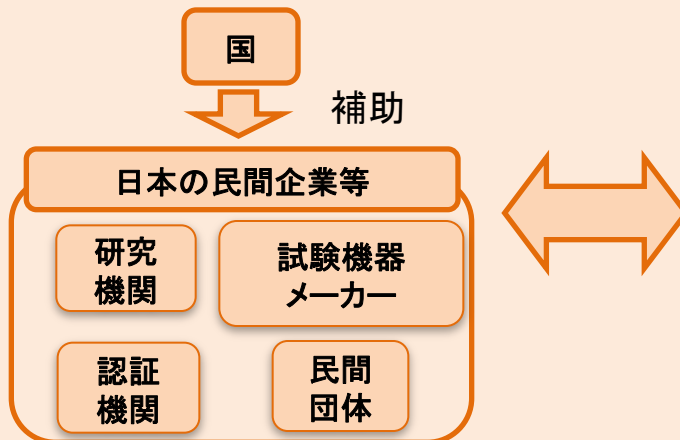 国
補助
日本の民間企業等
研究
機関
試験機器
メーカー
認証
機関
民間
団体